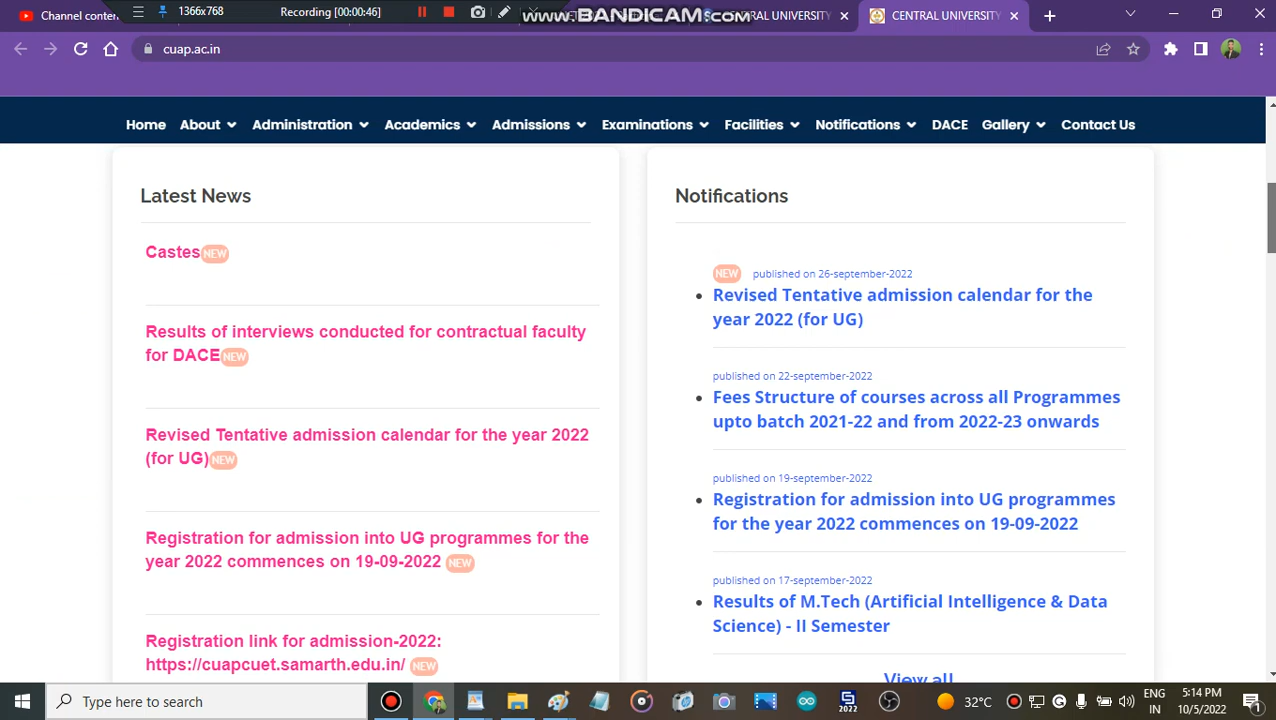 Channel conten
1366x768
Recording [00:00:46]
www.BANDICAM.com
CENTRAL UNIVERSITY
CENTRAL UNIVERSITY
cuap.ac.in
Home About Administration Academics Admissions Examinations Facilities Notifications DACE Gallery Contact Us
Latest News
Castes NEW
Results of interviews conducted for contractual faculty
for DACE NEW
Revised Tentative admission calendar for the year 2022
(for UG) NEW
Registration for admission into UG programmes for the
year 2022 commences on 19-09-2022 NEW
Registration link for admission-2022:
https://cuapcuet.samarth.edu.in/ NEW
Notifications
NEW published on 26-september-2022
Revised Tentative admission calendar for the
year 2022 (for UG)
published on 22-september-2022
Fees Structure of courses across all Programmes
upto batch 2021-22 and from 2022-23 onwards
published on 19-september-2022
Registration for admission into UG programmes
for the year 2022 commences on 19-09-2022
published on 17-september-2022
Results of M.Tech (Artificial Intelligence & Data
Science) - II Semester
View all
Type here to search
2022
32°C
ENG
IN
5:14 PM
10/5/2022
1